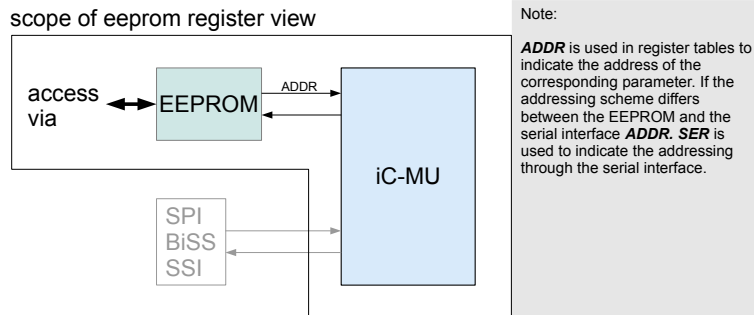 scope of eeprom register view
access
via
EEPROM
ADDR
iC-MU
SPI
BiSS
SSI
Note:
ADDR is used in register tables to
indicate the address of the
corresponding parameter. If the
addressing scheme differs
between the EEPROM and the
serial interface ADDR. SER is
used to indicate the addressing
through the serial interface.